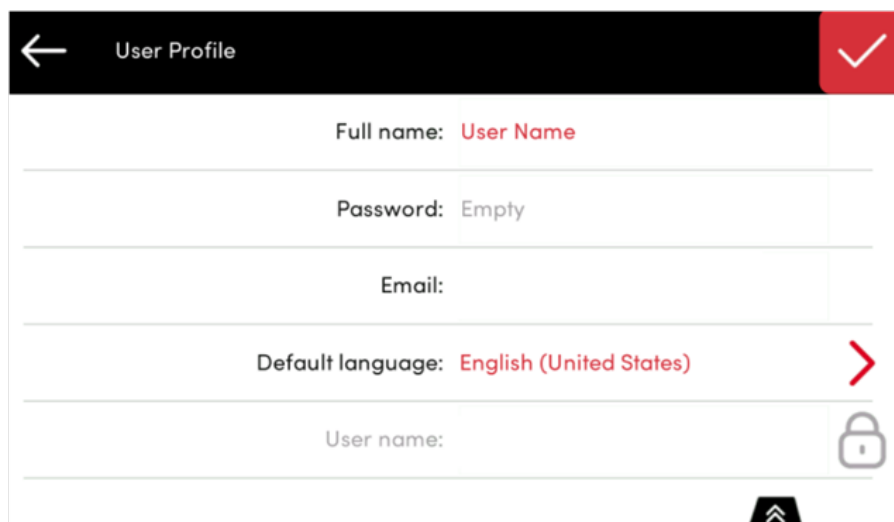 User Profile
Full name: User Name
Password: Empty
Email:
Default language: English (United States)
User name: